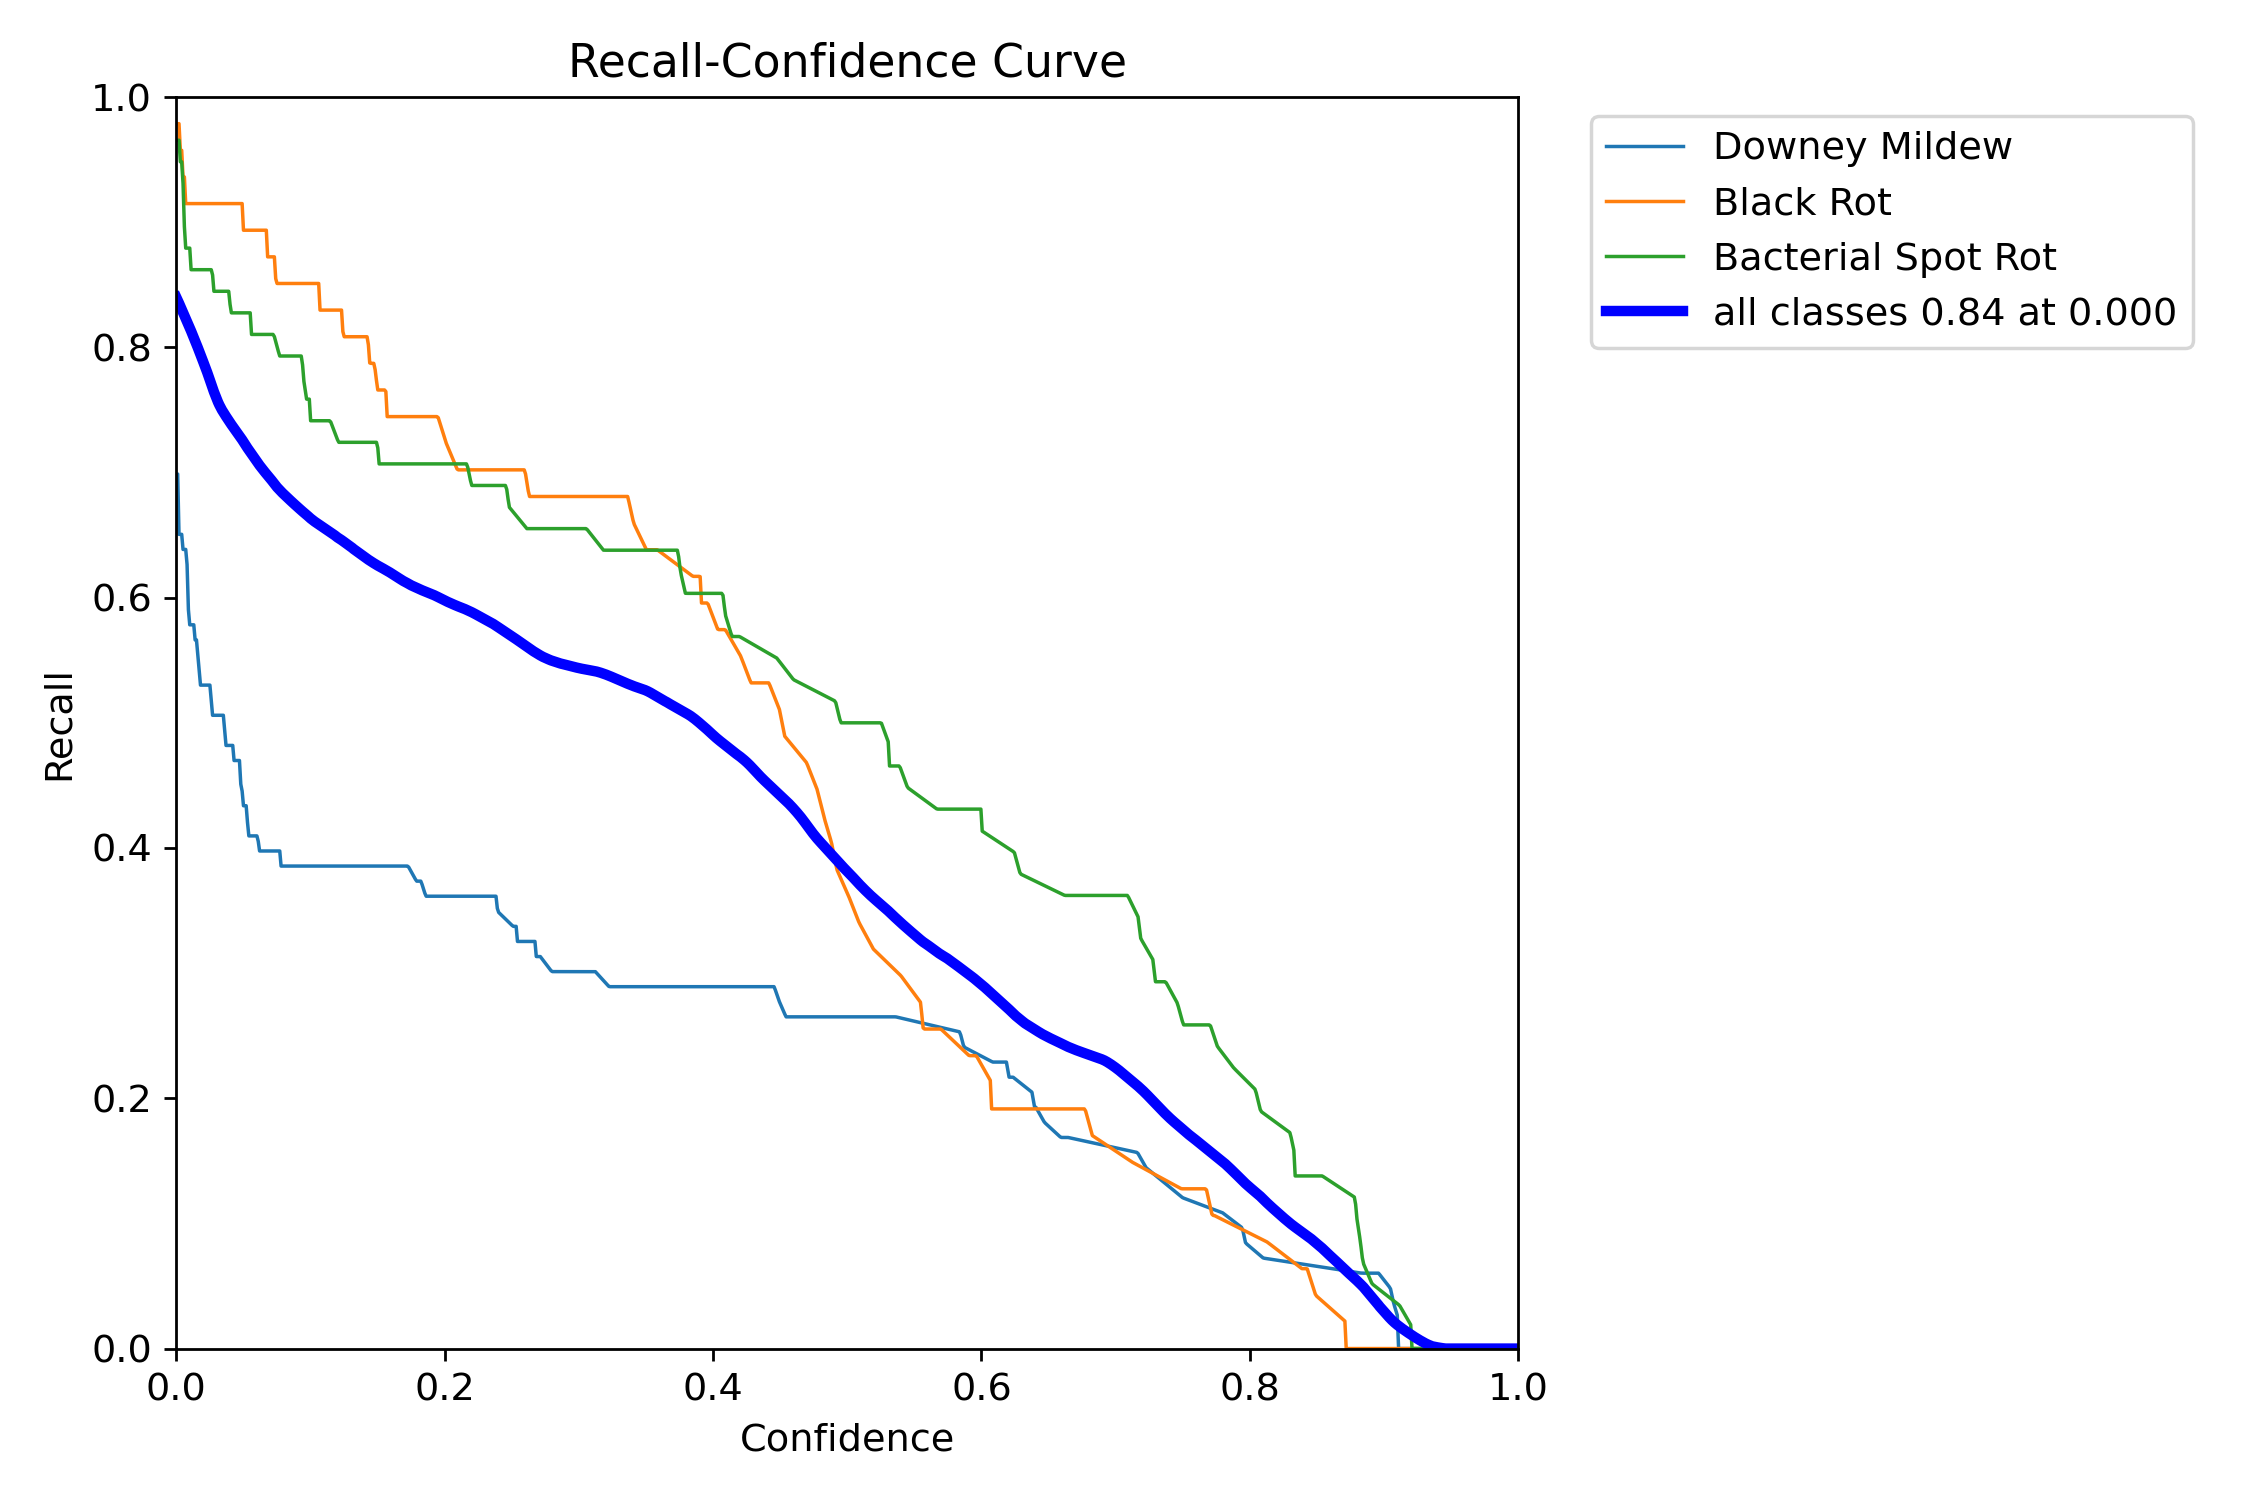 Recall-Confidence Curve
1.0
0.8
0.6
0.4
0.2
0.0
Recall
0.0 0.2 0.4 0.6 0.8 1.0
Confidence
Downey Mildew
Black Rot
Bacterial Spot Rot
all classes 0.84 at 0.000